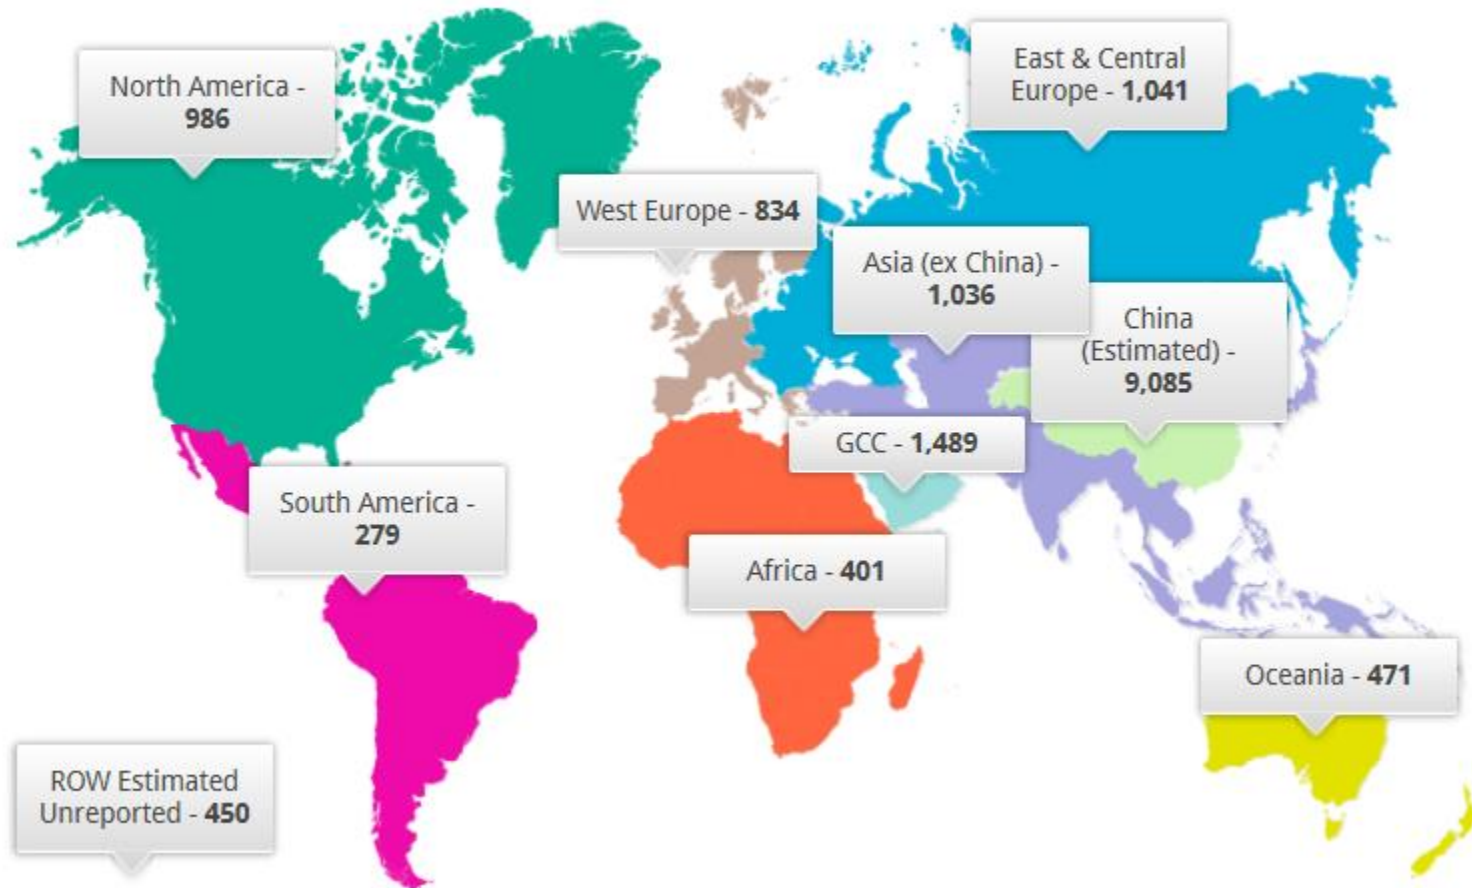 North America -
986
East & Central
Europe - 1,041
West Europe - 834
Asia (ex China) -
1,036
China
(Estimated) -
9,085
GCC - 1,489
South America -
279
Africa - 401
Oceania - 471
ROW Estimated
Unreported - 450